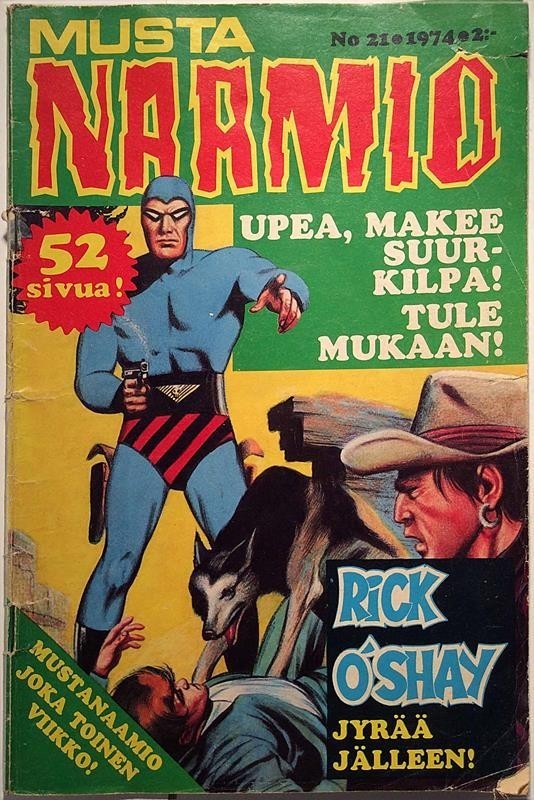 MUSTA
No 21•1974•2:-
NAAMIO
52
sivua!
UPEA, MAKEE
SUUR-
KILPA!
TULE
MUKAAN!
RICK
O'SHAY
JYRÄÄ
JÄLLEEN!
MUSTANAAMIO
JOKA TOINEN
VIIKKO!